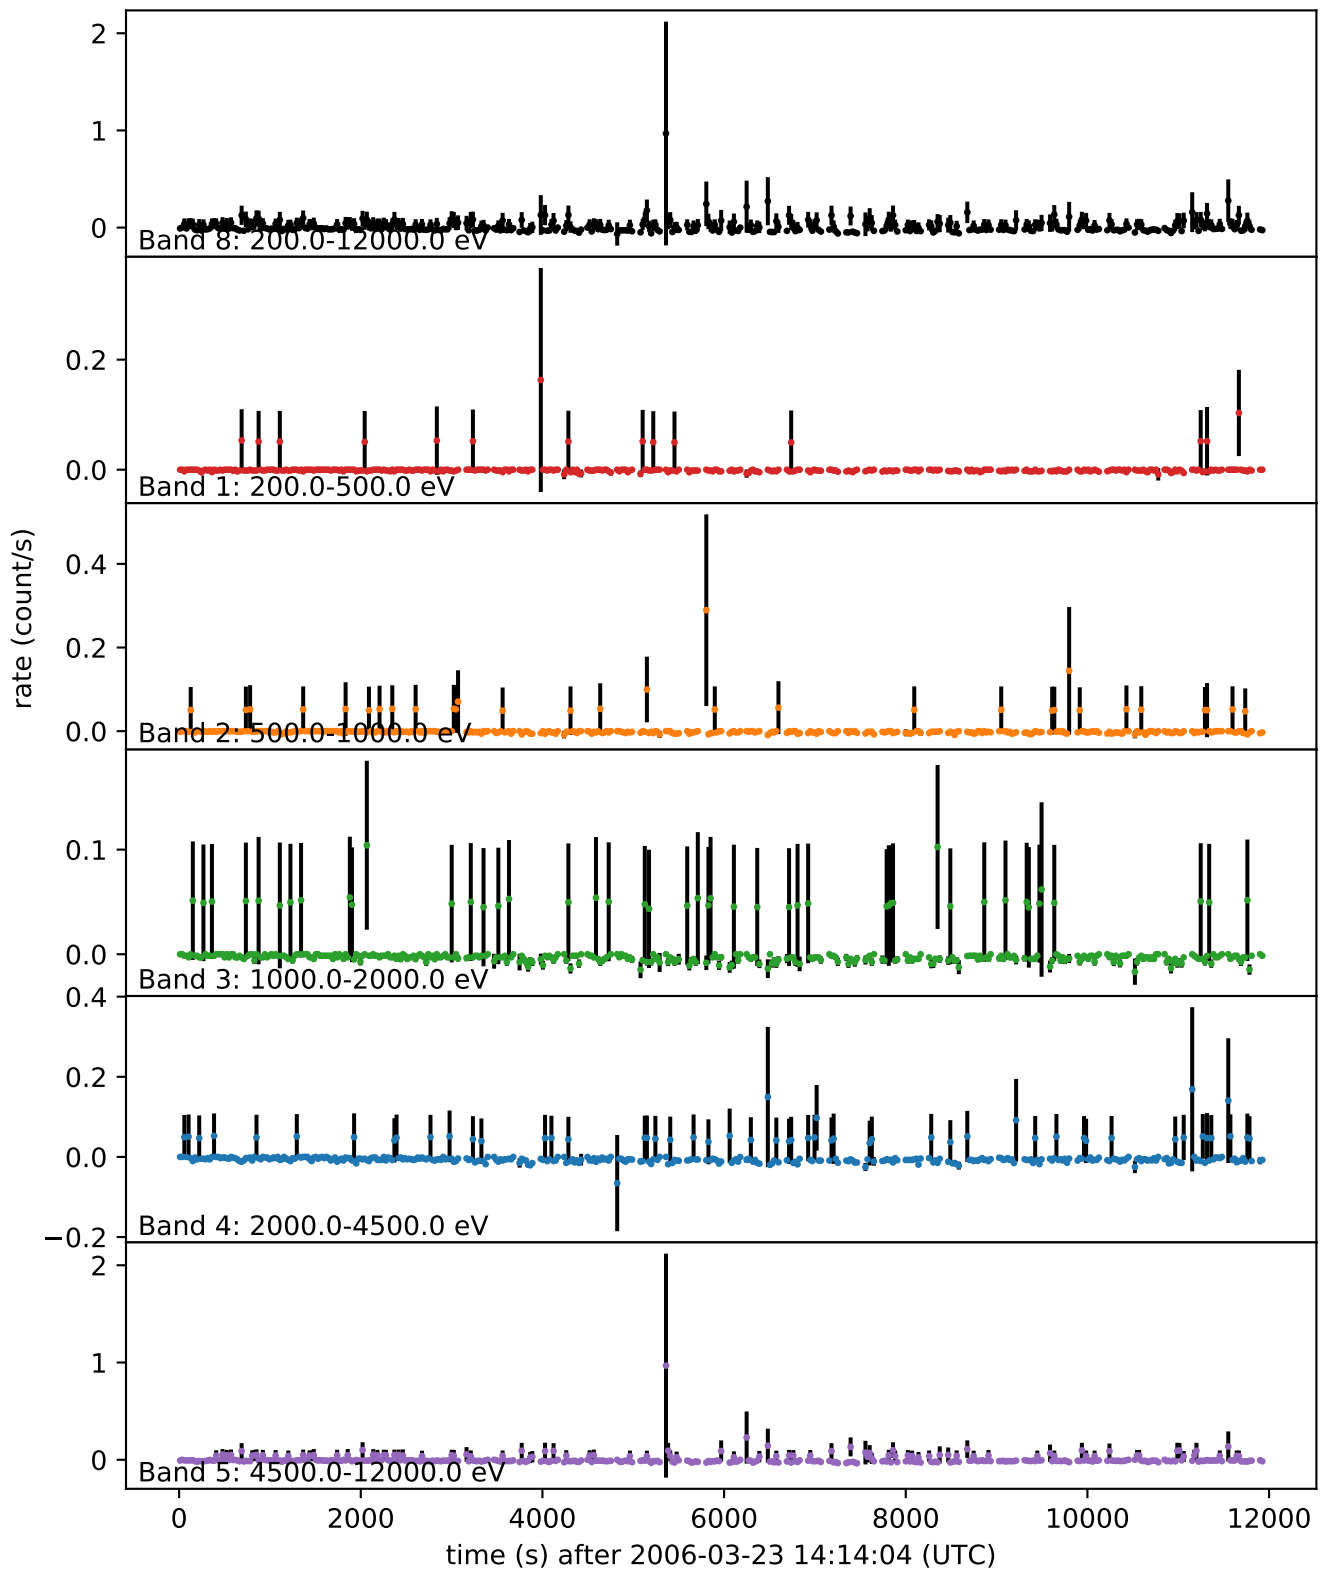 2
1
0
Band 8: 200.0-12000.0 eV
0.2
0.0
Band 1: 200.0-500.0 eV
rate (count/s)
0.4
0.2
0.0
Band 2: 500.0-1000.0 eV
0.1
0.0
Band 3: 1000.0-2000.0 eV
0.4
0.2
0.0
−0.2
Band 4: 2000.0-4500.0 eV
2
1
0
Band 5: 4500.0-12000.0 eV
0 2000 4000 6000 8000 10000 12000
time (s) after 2006-03-23 14:14:04 (UTC)